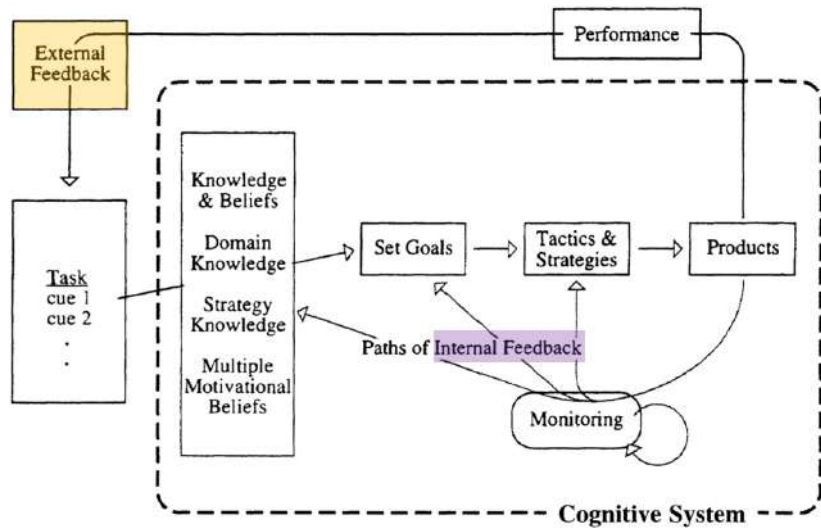 External
Feedback
Performance
Knowledge
& Beliefs
Domain
Knowledge
Strategy
Knowledge
Multiple
Motivational
Beliefs
Task
cue 1
cue 2
.
.
Set Goals
Tactics &
Strategies
Products
Paths of Internal Feedback
Monitoring
Cognitive System